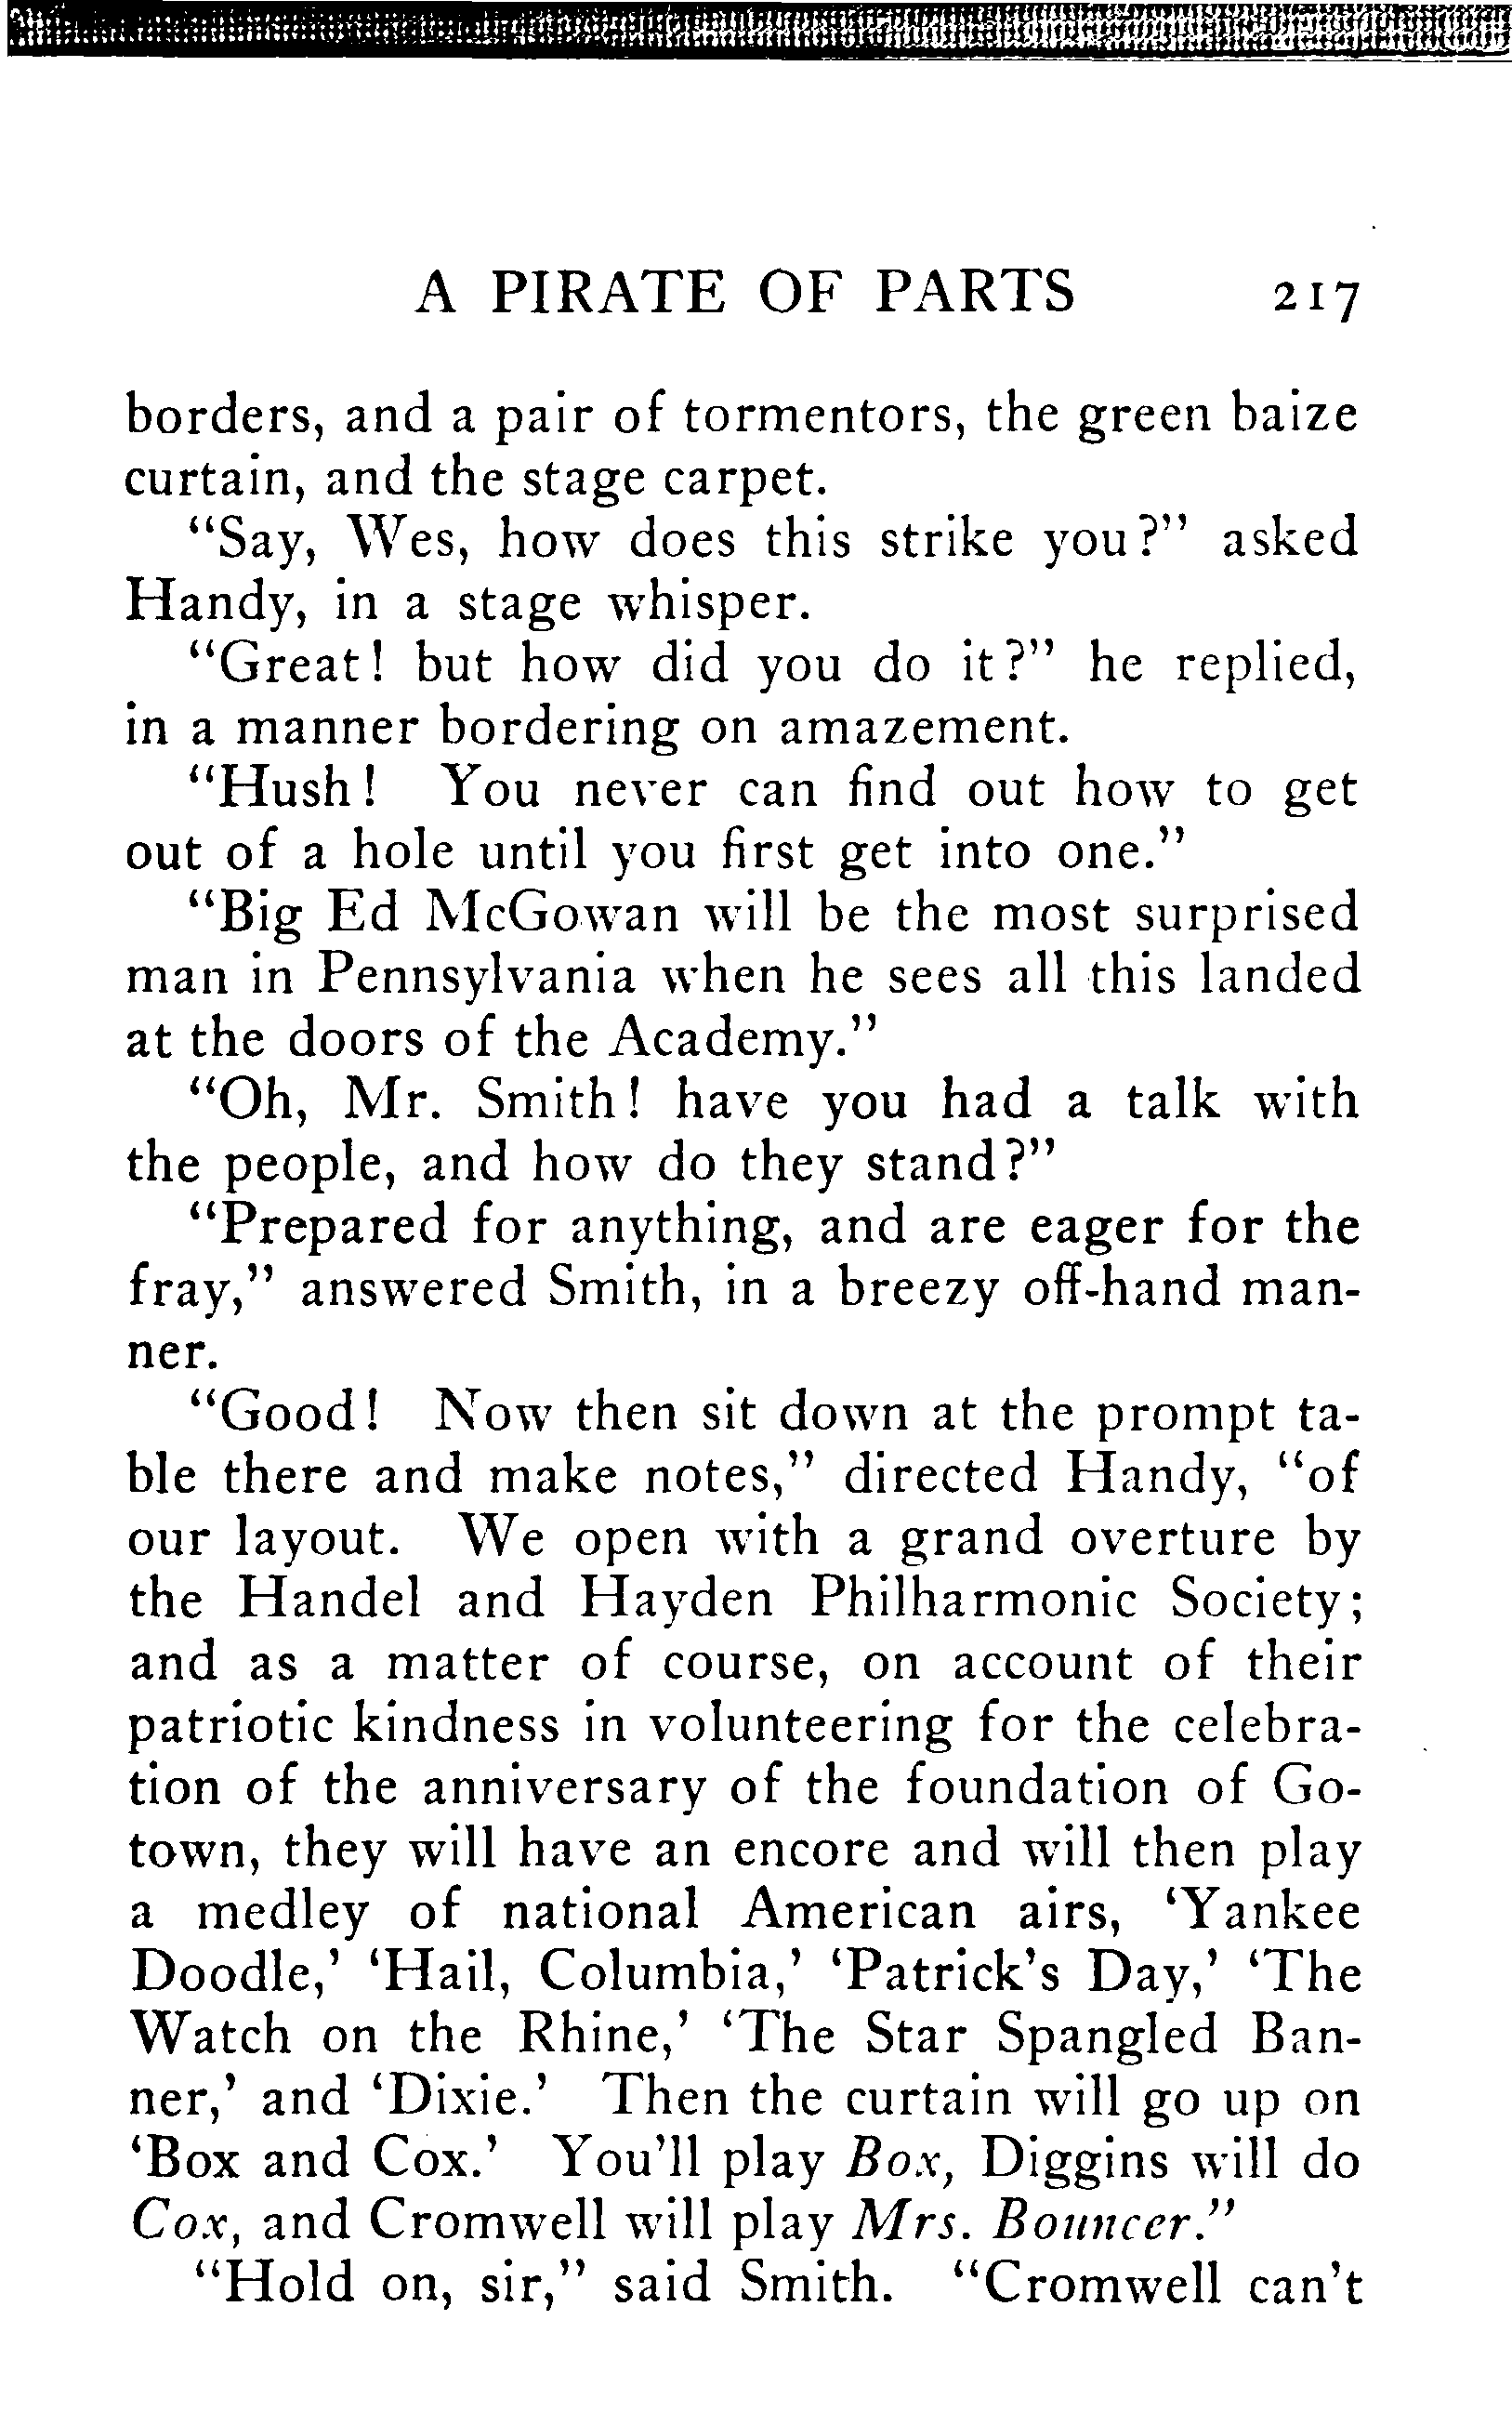 A PIRATE OF PARTS 217
borders, and a pair of tormentors, the green baize
curtain, and the stage carpet.
“Say, Wes, how does this strike you?” asked
Handy, in a stage whisper.
“Great! but how did you do it?” he replied,
in a manner bordering on amazement.
“Hush! You never can find out how to get
out of a hole until you first get into one.”
“Big Ed McGowan will be the most surprised
man in Pennsylvania when he sees all this landed
at the doors of the Academy.”
“Oh, Mr. Smith! have you had a talk with
the people, and how do they stand?”
“Prepared for anything, and are eager for the
fray,” answered Smith, in a breezy off-hand man-
ner.
“Good! Now then sit down at the prompt ta-
ble there and make notes,” directed Handy, “of
our layout. We open with a grand overture by
the Handel and Hayden Philharmonic Society;
and as a matter of course, on account of their
patriotic kindness in volunteering for the celebra-
tion of the anniversary of the foundation of Go-
town, they will have an encore and will then play
a medley of national American airs, ‘Yankee
Doodle,’ ‘Hail, Columbia,’ ‘Patrick’s Day,’ ‘The
Watch on the Rhine,’ ‘The Star Spangled Ban-
ner,’ and ‘Dixie.’ Then the curtain will go up on
‘Box and Cox.’ You’ll play Box, Diggins will do
Cox, and Cromwell will play Mrs. Bouncer.”
“Hold on, sir,” said Smith. “Cromwell can’t